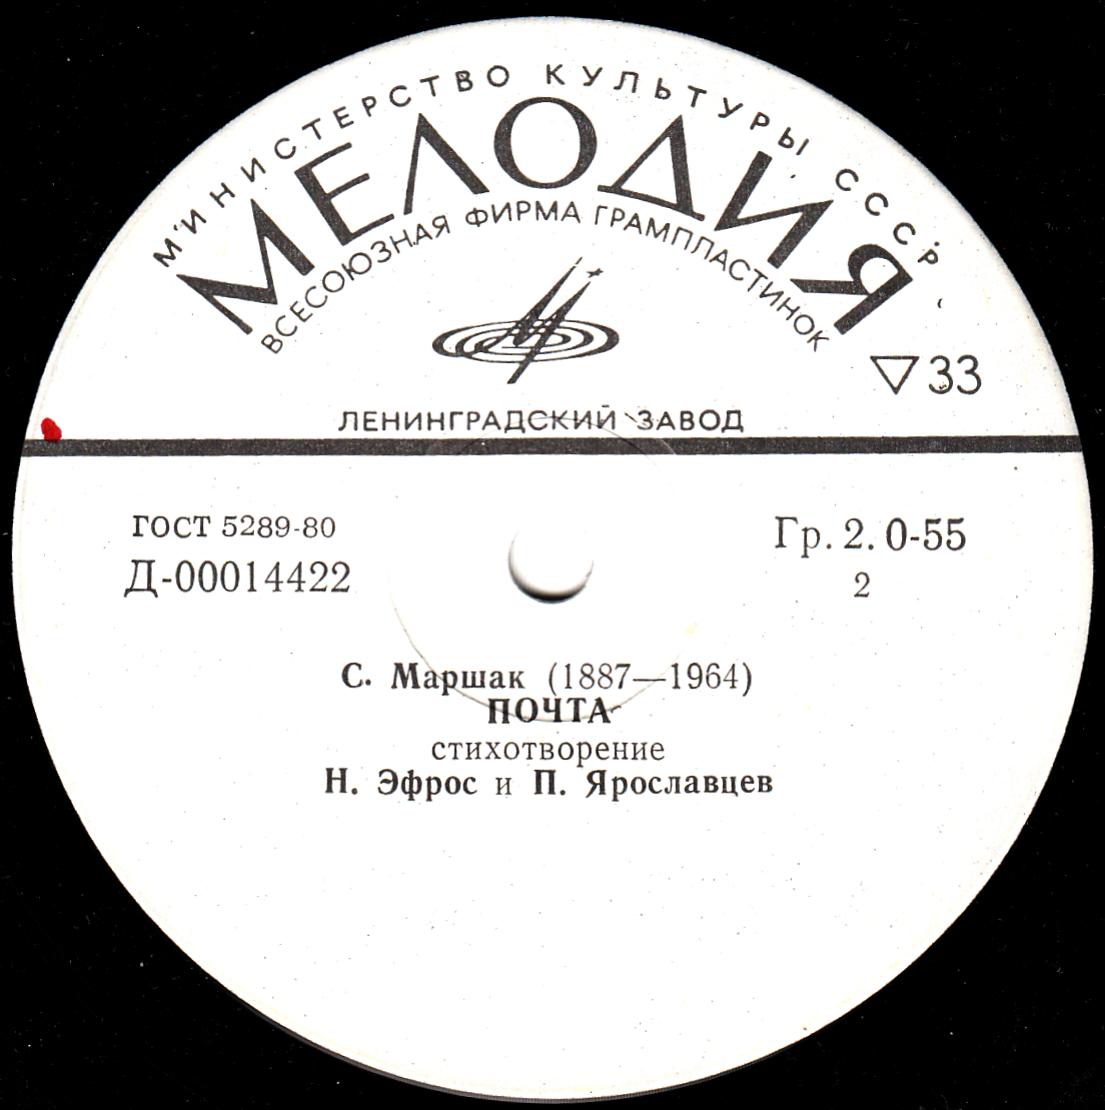 МИНИСТЕРСТВО КУЛЬТУРЫ СССР
МЕЛОДИЯ
ВСЕСОЮЗНАЯ ФИРМА ГРАМПЛАСТИНОК
▽33
ЛЕНИНГРАДСКИЙ ЗАВОД
ГОСТ 5289-80
Гр. 2. 0-55
Д-00014422
2
С. Маршак (1887—1964)
ПОЧТА
стихотворение
Н. Эфрос и П. Ярославцев